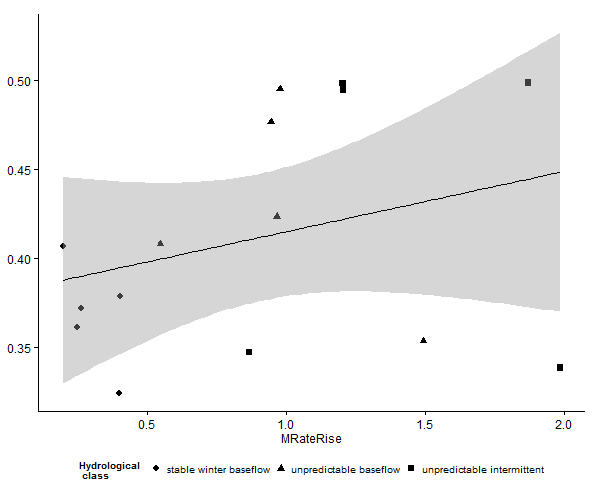 0.50
0.45
0.40
0.35
0.5 1.0 1.5 2.0
MRateRise
Hydrological
class
stable winter baseflow unpredictable baseflow unpredictable intermittent